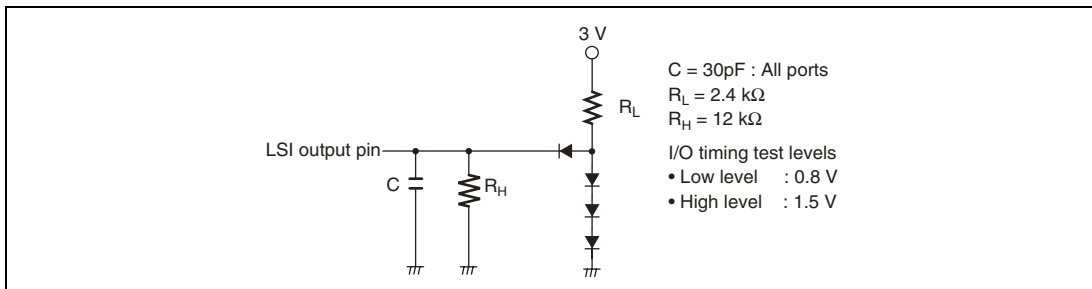 3 V
C = 30pF : All ports
R_L = 2.4 kΩ
R_H = 12 kΩ
R_L
LSI output pin
C
R_H
I/O timing test levels
• Low level : 0.8 V
• High level : 1.5 V